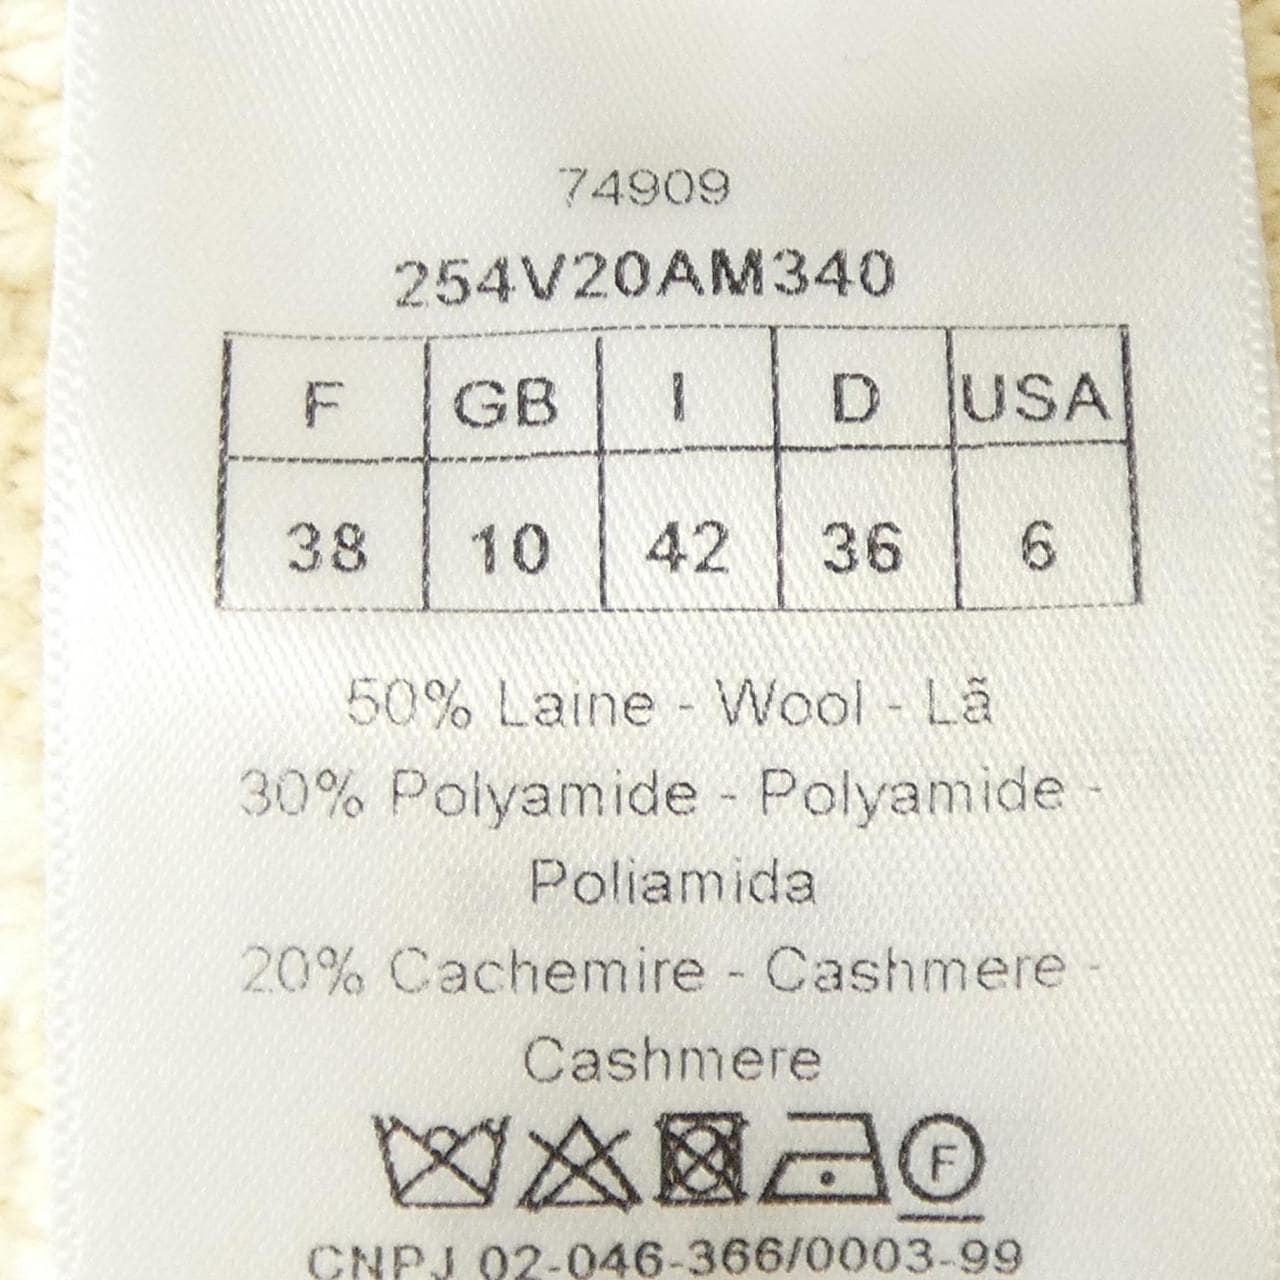 74909
254V20AM340
F GB I D USA
38 10 42 36 6
50% Laine - Wool - Lã
30% Polyamide - Polyamide -
Poliamida
20% Cachemire - Cashmere -
Cashmere
F
CNPJ 02-046-366/0003-99